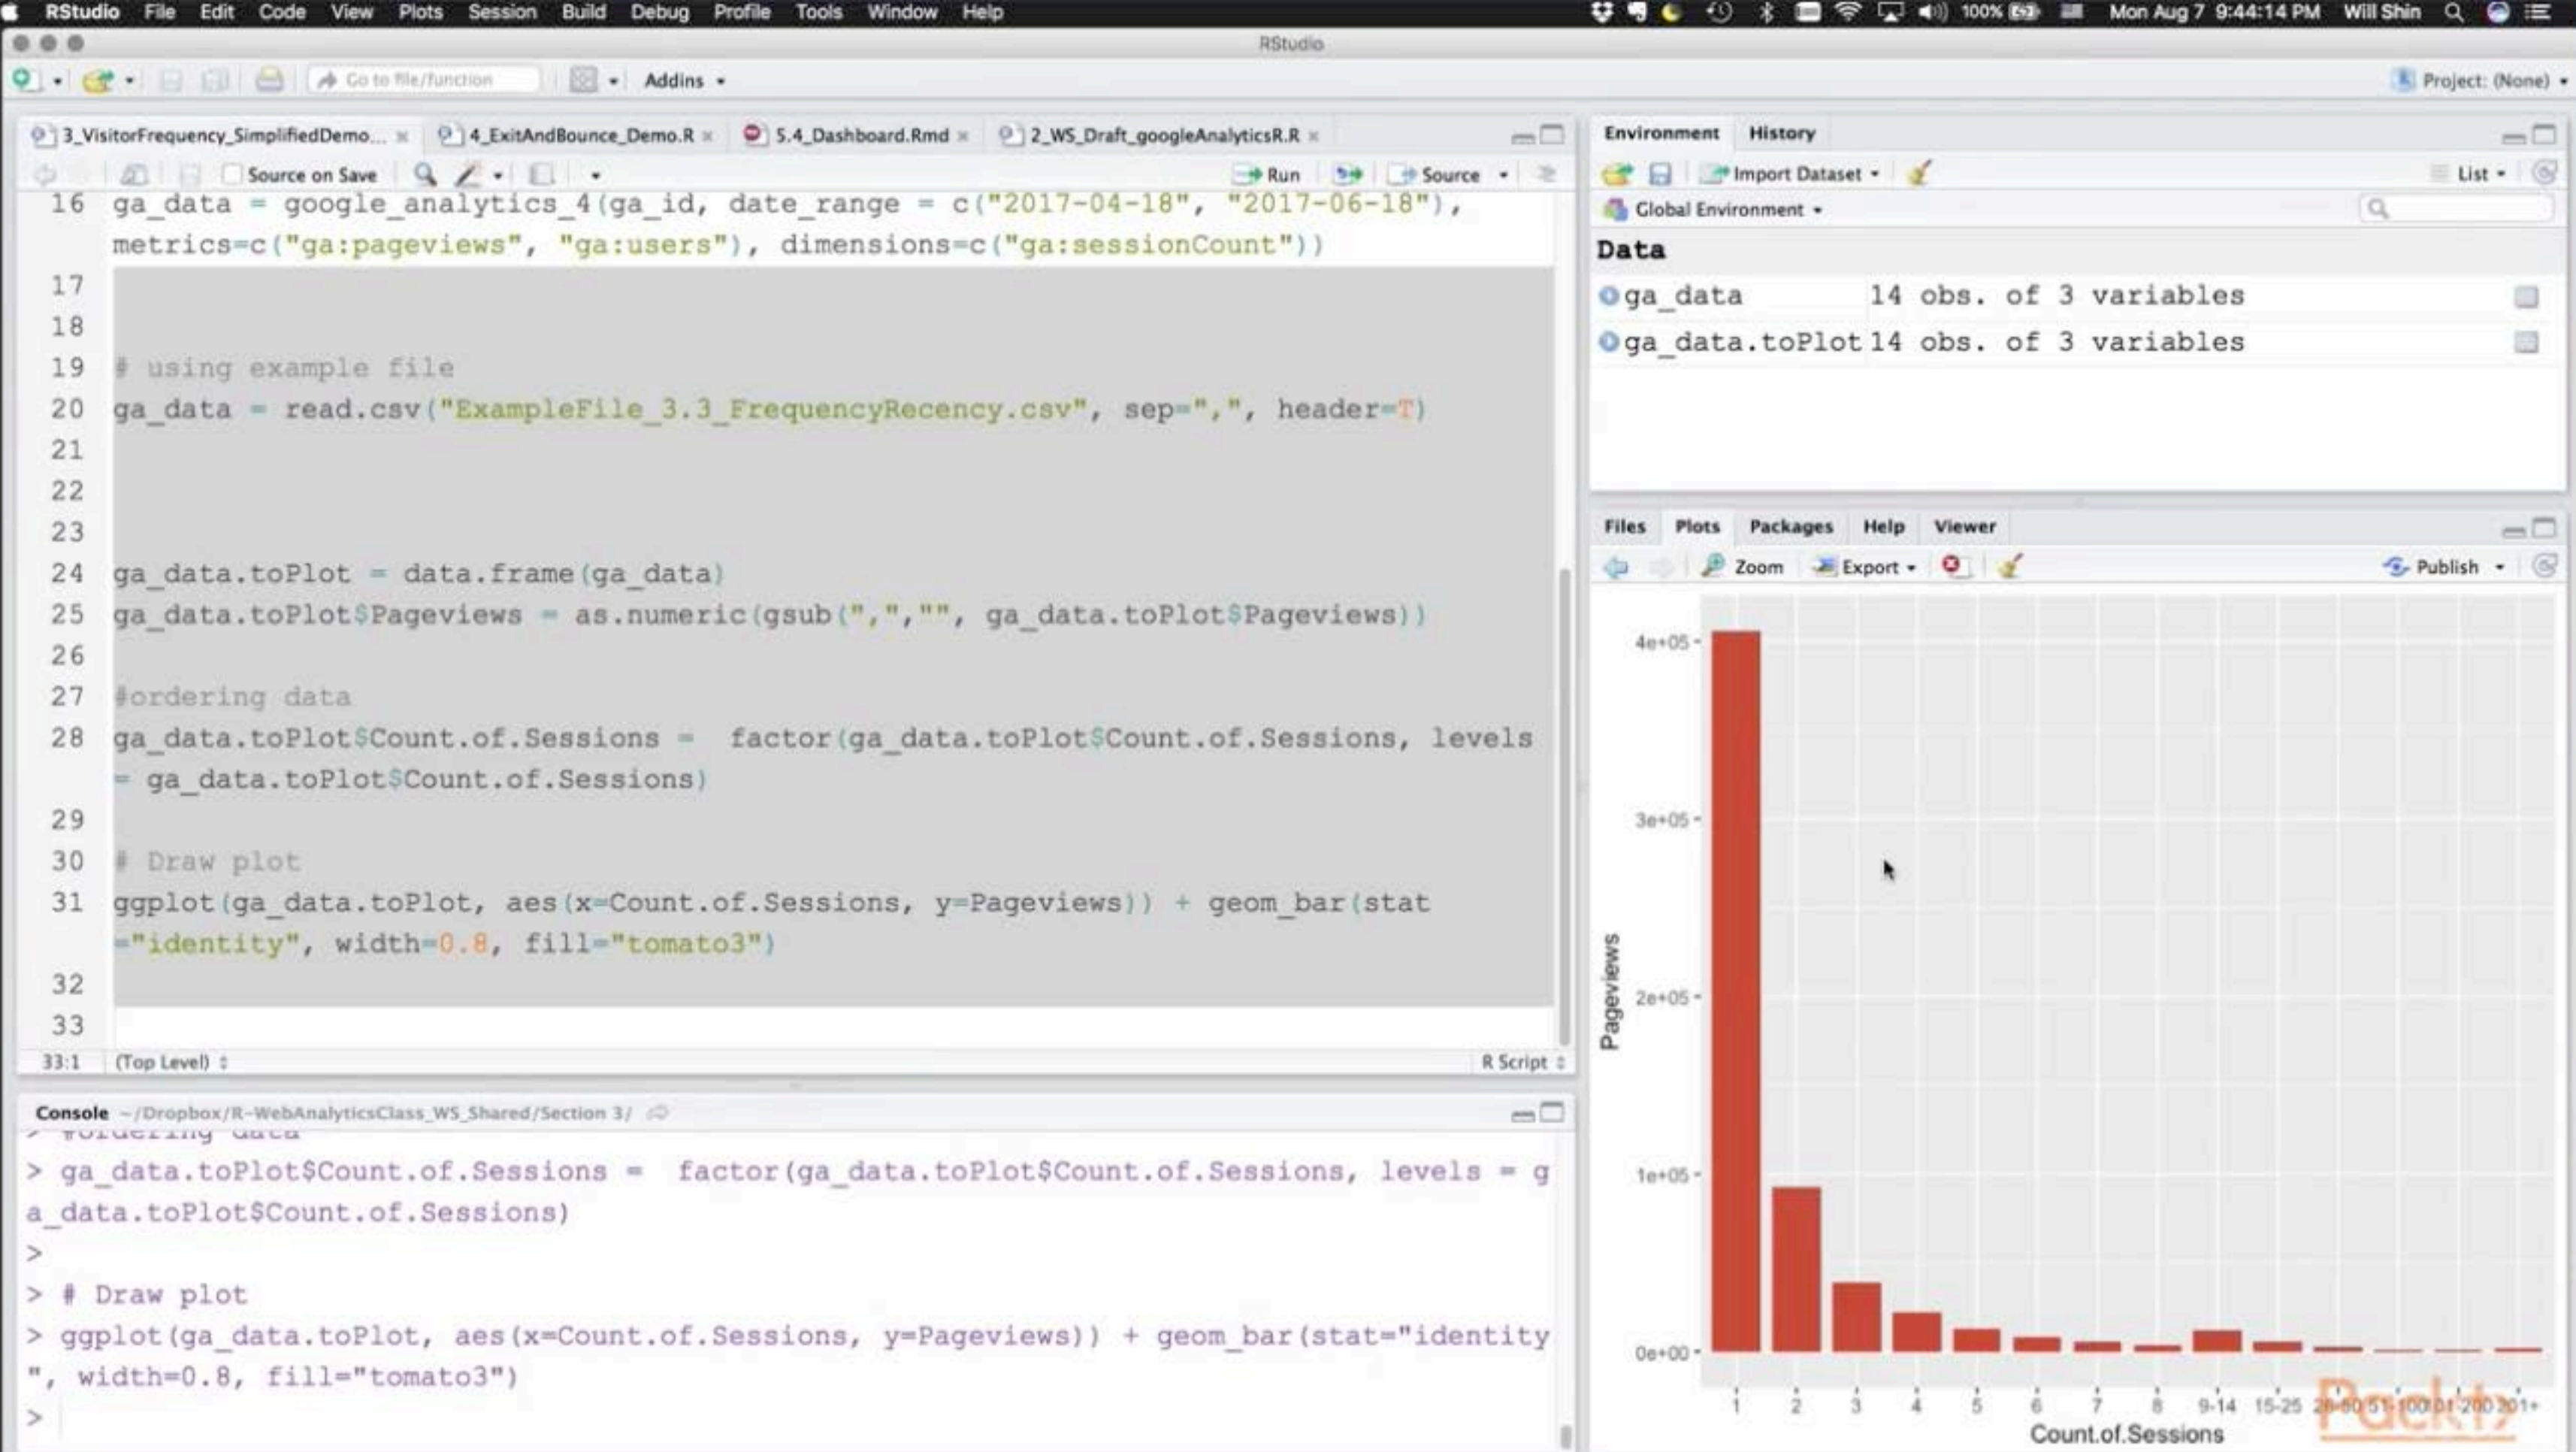 RStudio File Edit Code View Plots Session Build Debug Profile Tools Window Help 100% Mon Aug 7 9:44:14 PM Will Shin
RStudio
Go to file/function Addins Project: (None)
3_VisitorFrequency_SimplifiedDemo... 4_ExitAndBounce_Demo.R 5.4_Dashboard.Rmd 2_WS_Draft_googleAnalyticsR.R
Source on Save Run Source
16 ga_data = google_analytics_4(ga_id, date_range = c("2017-04-18", "2017-06-18"),
metrics=c("ga:pageviews", "ga:users"), dimensions=c("ga:sessionCount"))
17
18
19 # using example file
20 ga_data = read.csv("ExampleFile_3.3_FrequencyRecency.csv", sep=",", header=T)
21
22
23
24 ga_data.toPlot = data.frame(ga_data)
25 ga_data.toPlot$Pageviews = as.numeric(gsub(",","", ga_data.toPlot$Pageviews))
26
27 #ordering data
28 ga_data.toPlot$Count.of.Sessions =  factor(ga_data.toPlot$Count.of.Sessions, levels
= ga_data.toPlot$Count.of.Sessions)
29
30 # Draw plot
31 ggplot(ga_data.toPlot, aes(x=Count.of.Sessions, y=Pageviews)) + geom_bar(stat
="identity", width=0.8, fill="tomato3")
32
33
33:1 (Top Level) R Script
Console ~/Dropbox/R-WebAnalyticsClass_WS_Shared/Section 3/
> #ordering data
> ga_data.toPlot$Count.of.Sessions =  factor(ga_data.toPlot$Count.of.Sessions, levels = g
a_data.toPlot$Count.of.Sessions)
>
> # Draw plot
> ggplot(ga_data.toPlot, aes(x=Count.of.Sessions, y=Pageviews)) + geom_bar(stat="identity
", width=0.8, fill="tomato3")
>
Environment History
Import Dataset List
Global Environment
Data
ga_data 14 obs. of 3 variables
ga_data.toPlot 14 obs. of 3 variables
Files Plots Packages Help Viewer
Zoom Export Publish
4e+05
3e+05
2e+05
1e+05
0e+00
Pageviews
1 2 3 4 5 6 7 8 9-14 15-25 26-50 51-100 101-200 201+
Count.of.Sessions
Packt>